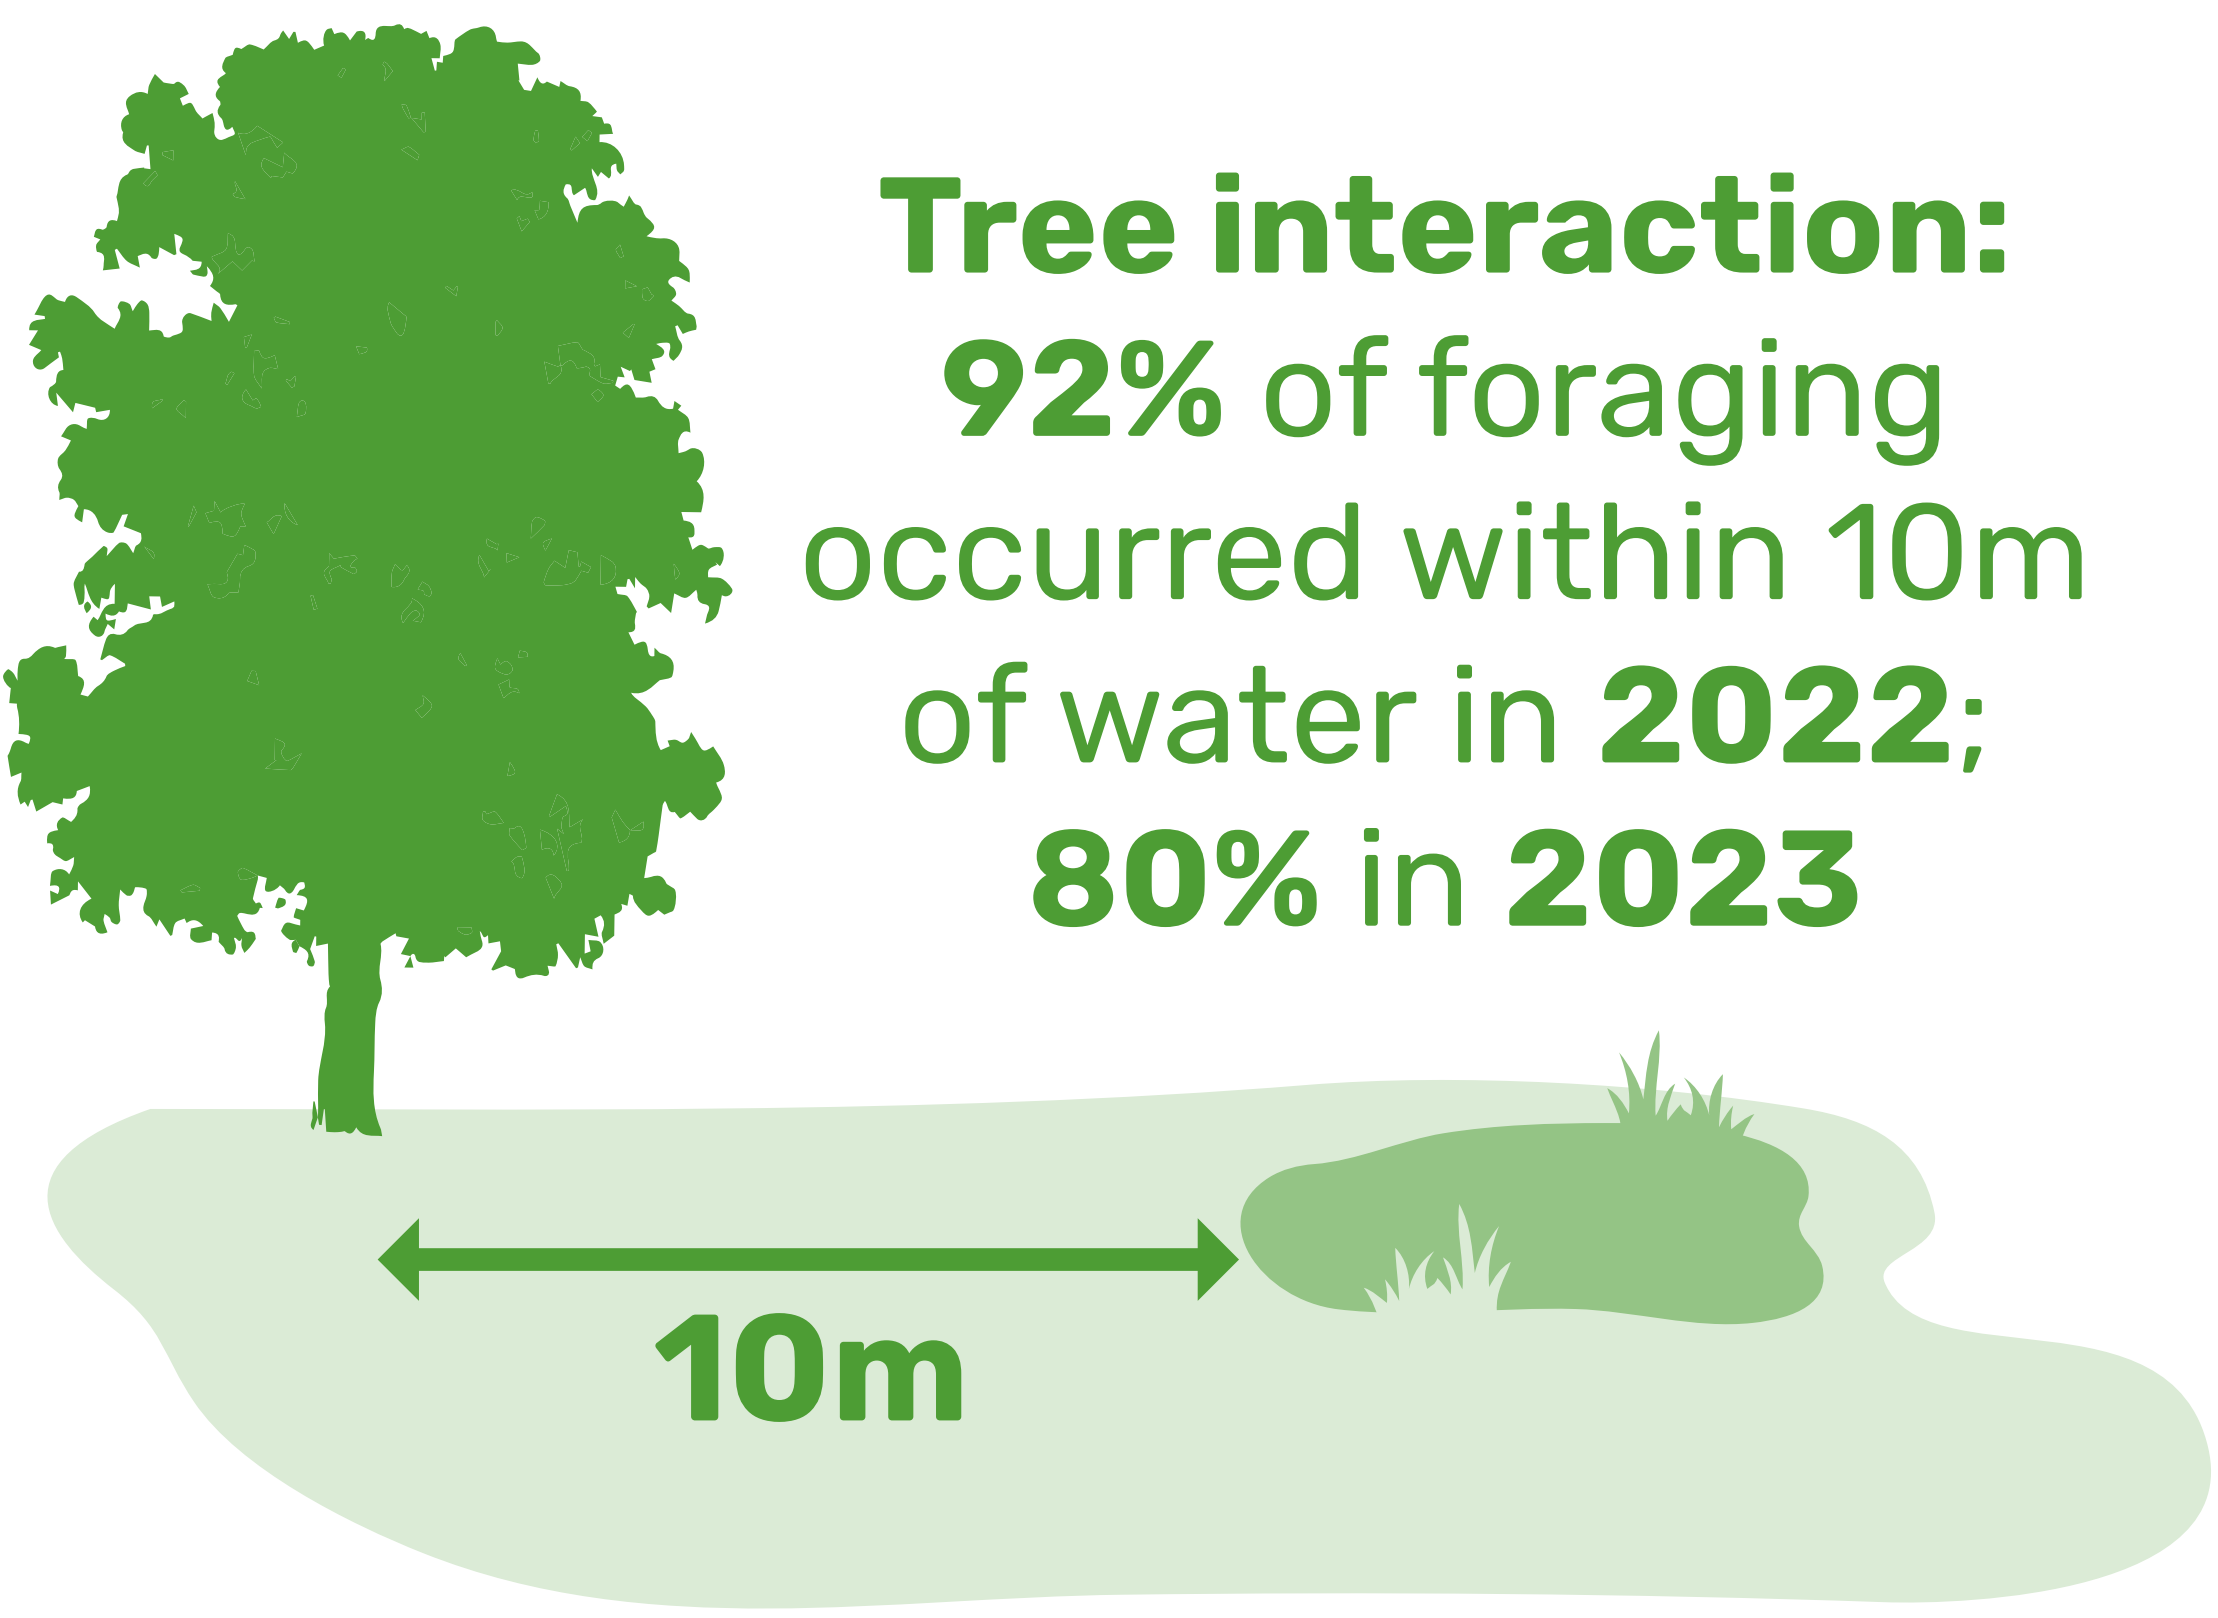 Tree interaction:
92% of foraging
occurred within 10m
of water in 2022;
80% in 2023
10m